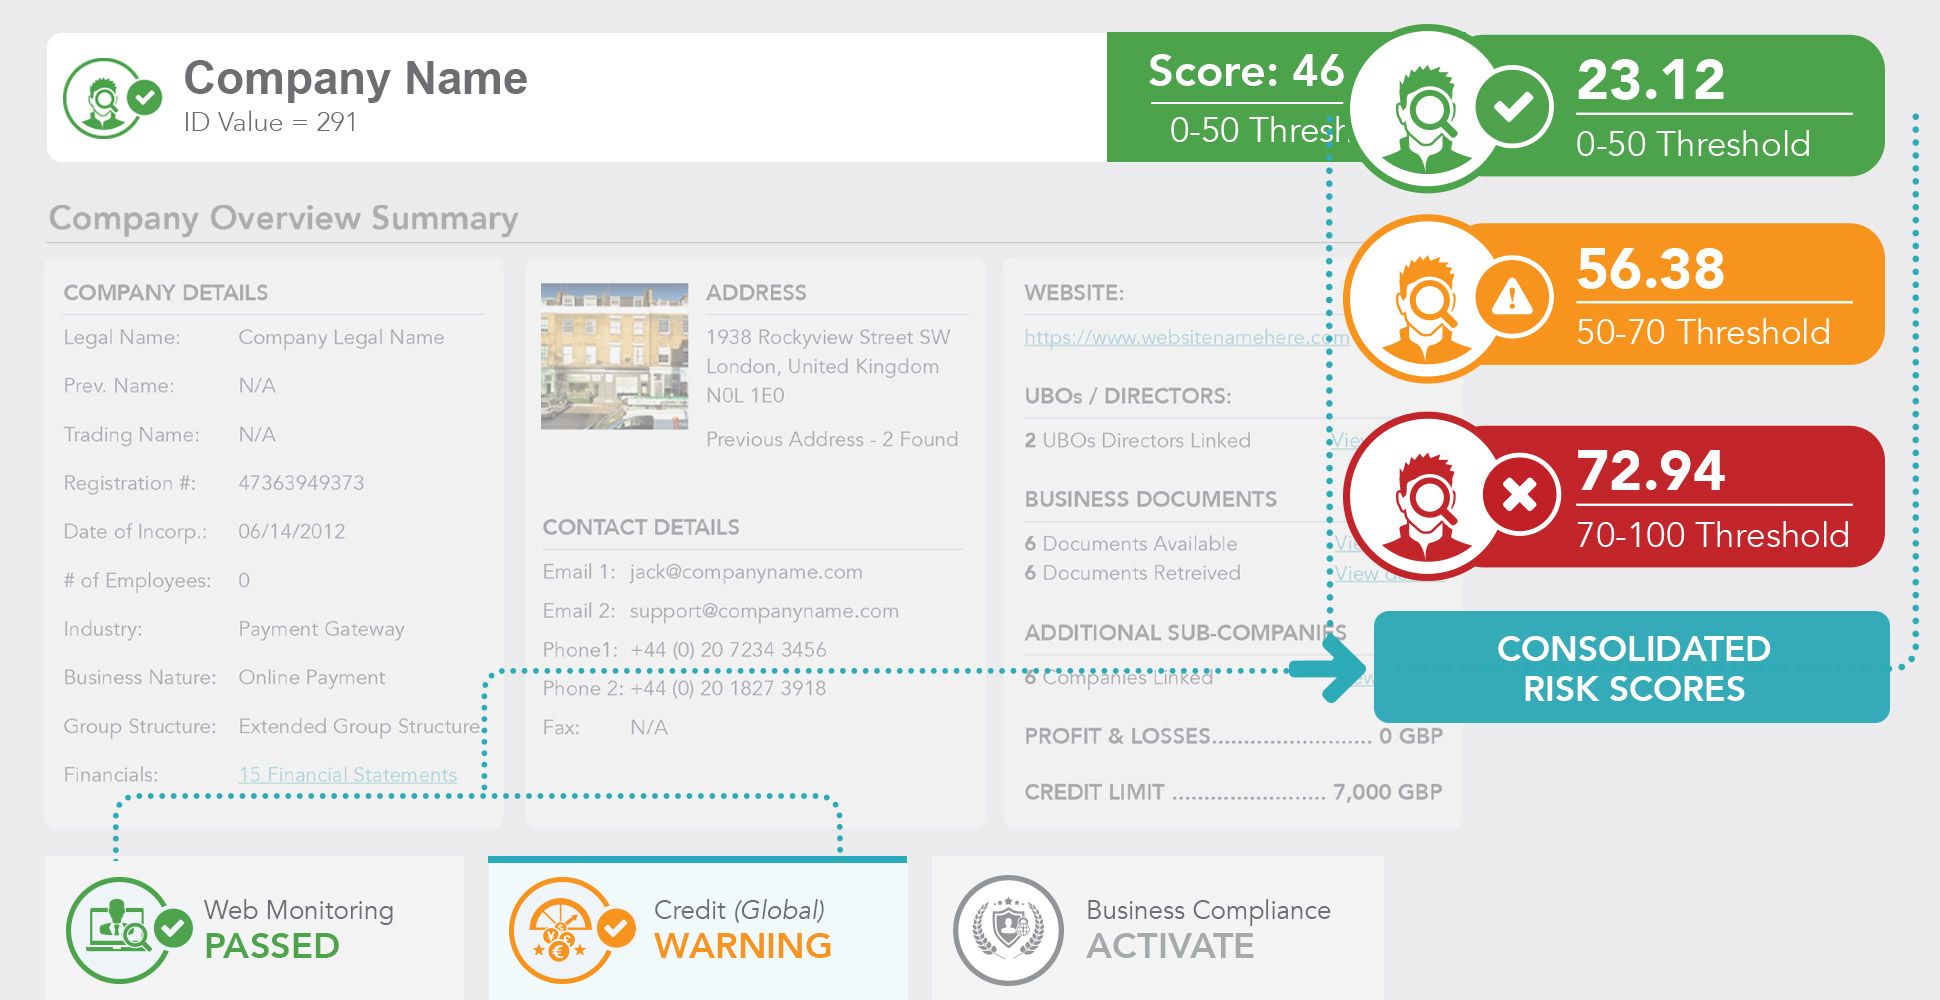 Company Name
ID Value = 291
Score: 46
0-50 Thresh
23.12
0-50 Threshold
56.38
50-70 Threshold
72.94
70-100 Threshold
CONSOLIDATED
RISK SCORES
Company Overview Summary
COMPANY DETAILS
Legal Name: Company Legal Name
Prev. Name: N/A
Trading Name: N/A
Registration #: 47363949373
Date of Incorp.: 06/14/2012
# of Employees: 0
Industry: Payment Gateway
Business Nature: Online Payment
Group Structure: Extended Group Structure
Financials: 15 Financial Statements
ADDRESS
1938 Rockyview Street SW
London, United Kingdom
N0L 1E0
Previous Address - 2 Found
CONTACT DETAILS
Email 1: jack@companyname.com
Email 2: support@companyname.com
Phone1: +44 (0) 20 7234 3456
Phone 2: +44 (0) 20 1827 3918
Fax: N/A
WEBSITE:
https://www.websitenamehere.com
UBOs / DIRECTORS:
2 UBOs Directors Linked Vie
BUSINESS DOCUMENTS
6 Documents Available Vie
6 Documents Retreived View
ADDITIONAL SUB-COMPANIES
6 Companies Linked
PROFIT & LOSSES......................... 0 GBP
CREDIT LIMIT ........................ 7,000 GBP
Web Monitoring
PASSED
Credit (Global)
WARNING
Business Compliance
ACTIVATE